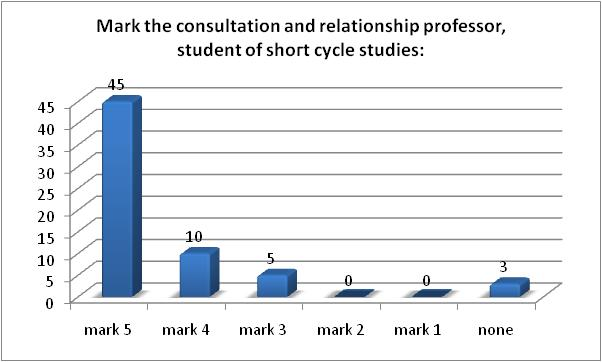 Mark the consultation and relationship professor,
student of short cycle studies:
45
45
40
35
30
25
20
15
10
5
0
10
5
0
0
3
mark 5
mark 4
mark 3
mark 2
mark 1
none